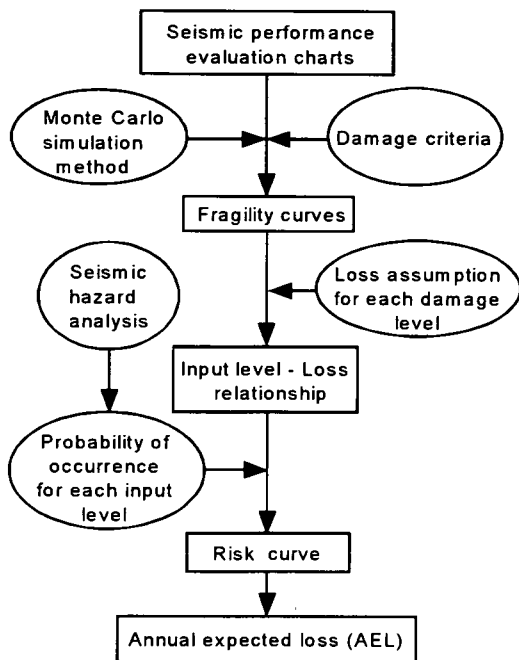 Seismic performance
evaluation charts
Monte Carlo
simulation
method
Damage criteria
Fragility curves
Seismic
hazard
analysis
Loss assumption
for each damage
level
Input level - Loss
relationship
Probability of
occurrence
for each input
level
Risk curve
Annual expected loss (AEL)